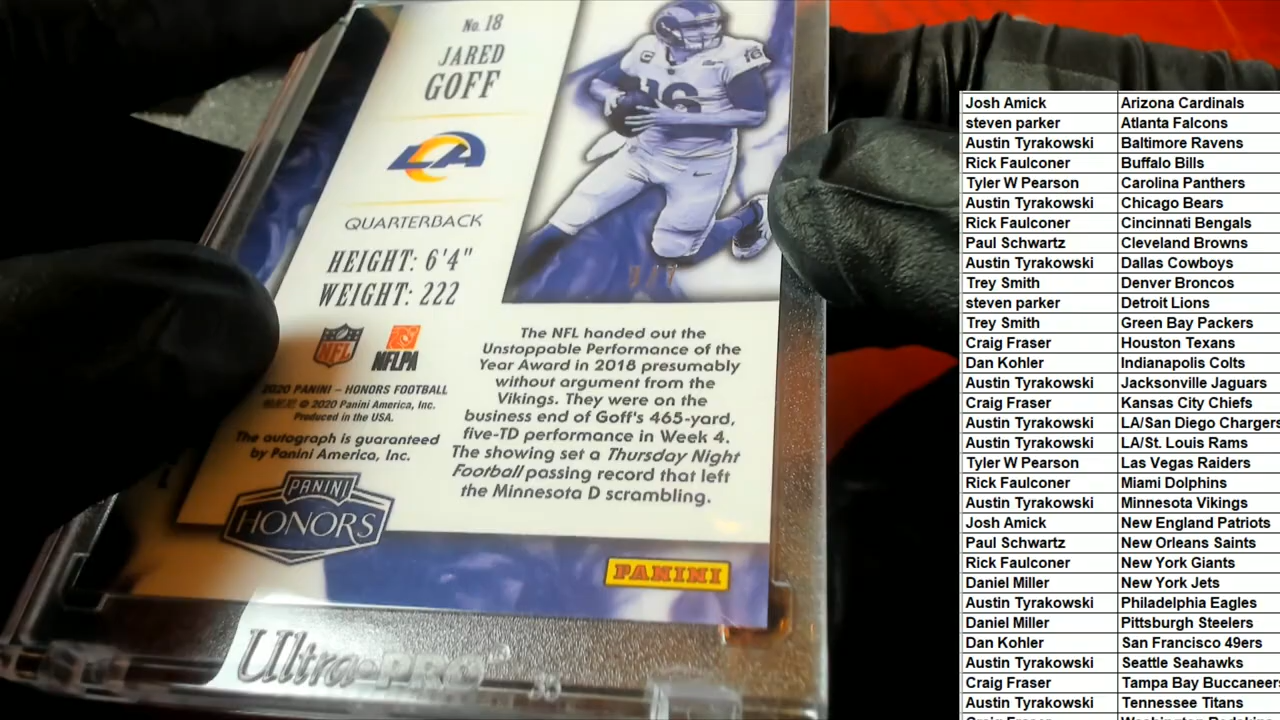 No. 18
JARED
GOFF
LA
QUARTERBACK
HEIGHT: 6'4"
WEIGHT: 222
NFL
NFLPA
2020 PANINI – HONORS FOOTBALL
© 2020 Panini America, Inc.
Produced in the USA.
The autograph is guaranteed
by Panini America, Inc.
PANINI
HONORS
16
16
C
The NFL handed out the
Unstoppable Performance of the
Year Award in 2018 presumably
without argument from the
Vikings. They were on the
business end of Goff's 465-yard,
five-TD performance in Week 4.
The showing set a Thursday Night
Football passing record that left
the Minnesota D scrambling.
PANINI
Ultra-PRO
Josh Amick Arizona Cardinals
steven parker Atlanta Falcons
Austin Tyrakowski Baltimore Ravens
Rick Faulconer Buffalo Bills
Tyler W Pearson Carolina Panthers
Austin Tyrakowski Chicago Bears
Rick Faulconer Cincinnati Bengals
Paul Schwartz Cleveland Browns
Austin Tyrakowski Dallas Cowboys
Trey Smith Denver Broncos
steven parker Detroit Lions
Trey Smith Green Bay Packers
Craig Fraser Houston Texans
Dan Kohler Indianapolis Colts
Austin Tyrakowski Jacksonville Jaguars
Craig Fraser Kansas City Chiefs
Austin Tyrakowski LA/San Diego Chargers
Austin Tyrakowski LA/St. Louis Rams
Tyler W Pearson Las Vegas Raiders
Rick Faulconer Miami Dolphins
Austin Tyrakowski Minnesota Vikings
Josh Amick New England Patriots
Paul Schwartz New Orleans Saints
Rick Faulconer New York Giants
Daniel Miller New York Jets
Austin Tyrakowski Philadelphia Eagles
Daniel Miller Pittsburgh Steelers
Dan Kohler San Francisco 49ers
Austin Tyrakowski Seattle Seahawks
Craig Fraser Tampa Bay Buccaneers
Austin Tyrakowski Tennessee Titans
Craig Fraser Washington Redskins